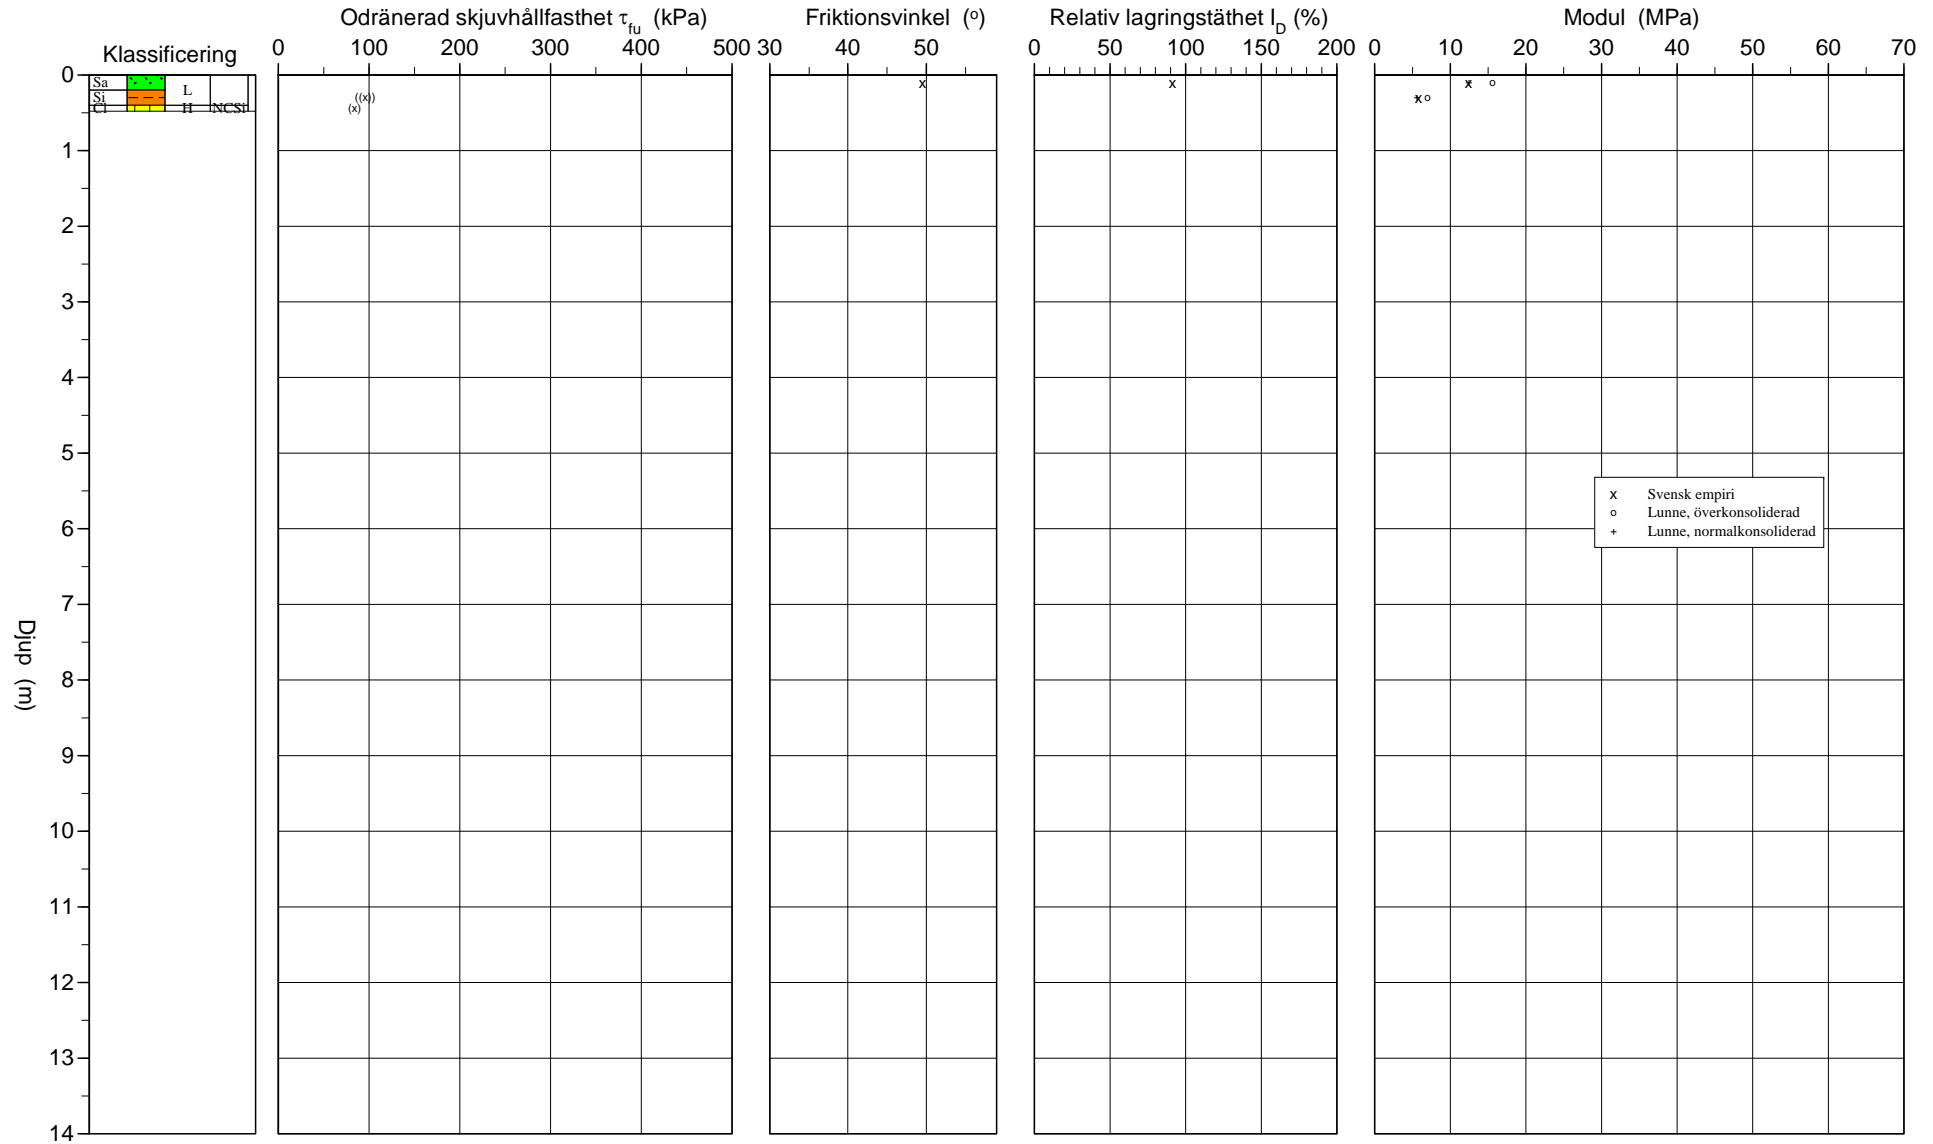 Klassificering
Odränerad skjuvhållfasthet τfu (kPa)
Friktionsvinkel (o)
Relativ lagringstäthet ID (%)
Modul (MPa)
0 100 200 300 400 500
30 40 50
0 50 100 150 200
0 10 20 30 40 50 60 70
Sa
Si
Cl
L
H
NCSi
((x))
(x)
x
x
x
o
x
o
0
1
2
3
4
5
6
7
8
9
10
11
12
13
14
Djup (m)
x Svensk empiri
o Lunne, överkonsoliderad
+ Lunne, normalkonsoliderad